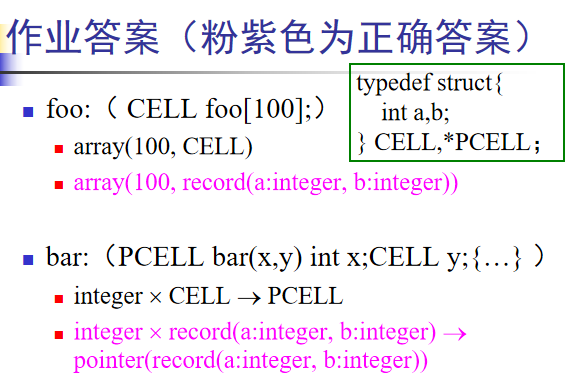 作业答案（粉紫色为正确答案）
typedef struct{
int a,b;
} CELL,*PCELL；
foo:（ CELL foo[100];）
array(100, CELL)
array(100, record(a:integer, b:integer))
bar:（PCELL bar(x,y) int x;CELL y;{…} ）
integer × CELL → PCELL
integer × record(a:integer, b:integer) →
pointer(record(a:integer, b:integer))